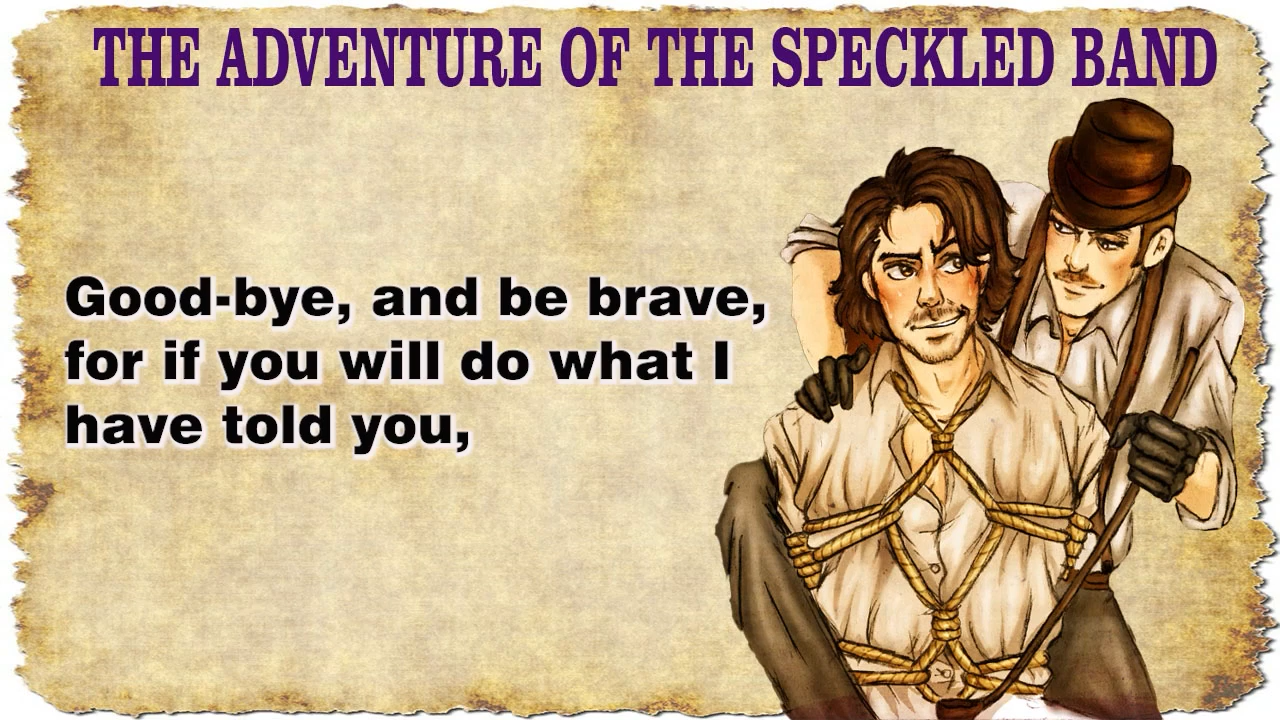 THE ADVENTURE OF THE SPECKLED BAND
Good-bye, and be brave,
for if you will do what I
have told you,